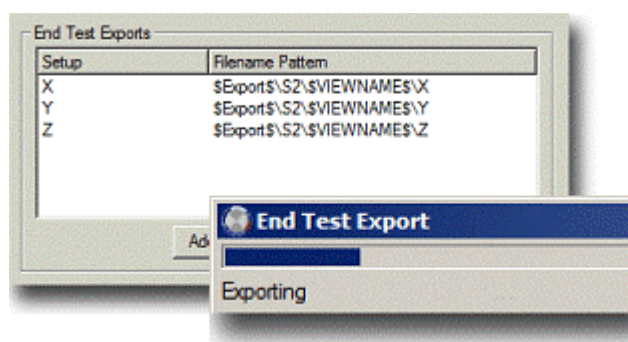 End Test Exports
Setup Filename Pattern
X $Export$\S2\$VIEWNAME$\X
Y $Export$\S2\$VIEWNAME$\Y
Z $Export$\S2\$VIEWNAME$\Z
End Test Export
Exporting